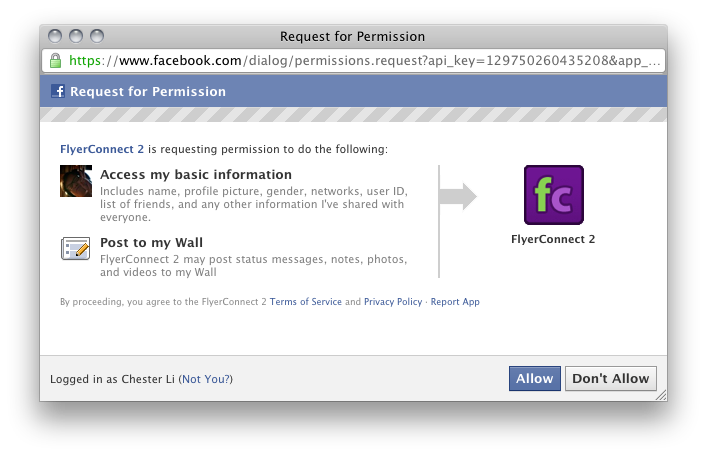 Request for Permission
https://www.facebook.com/dialog/permissions.request?api_key=129750260435208&app_...
Request for Permission
FlyerConnect 2 is requesting permission to do the following:
Access my basic information
Includes name, profile picture, gender, networks, user ID,
list of friends, and any other information I've shared with
everyone.
Post to my Wall
FlyerConnect 2 may post status messages, notes, photos,
and videos to my Wall
fc
FlyerConnect 2
By proceeding, you agree to the FlyerConnect 2 Terms of Service and Privacy Policy · Report App
Logged in as Chester Li (Not You?)
Allow
Don't Allow